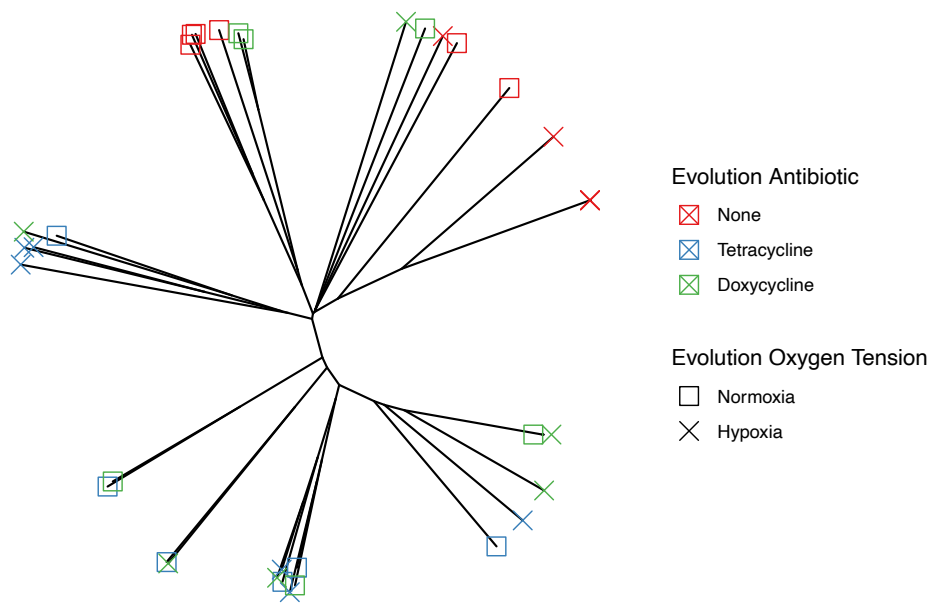 Evolution Antibiotic
None
Tetracycline
Doxycycline
Evolution Oxygen Tension
Normoxia
Hypoxia